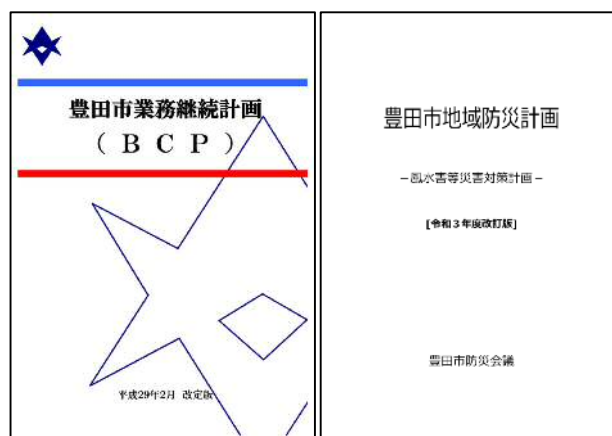 豊田市業務継続計画
（ＢＣＰ）
平成29年2月 改定版
豊田市地域防災計画
－風水害等災害対策計画－
［令和３年度改訂版］
豊田市防災会議